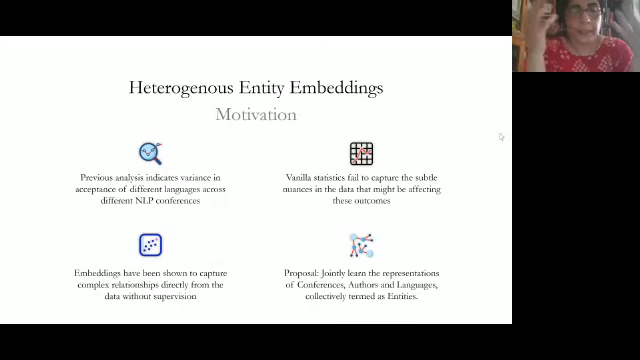 Heterogenous Entity Embeddings
Motivation
Previous analysis indicates variance in
acceptance of different languages across
different NLP conferences
Vanilla statistics fail to capture the subtle
nuances in the data that might be affecting
these outcomes
Embeddings have been shown to capture
complex relationships directly from the
data without supervision
Proposal: Jointly learn the representations
of Conferences, Authors and Languages,
collectively termed as Entities.